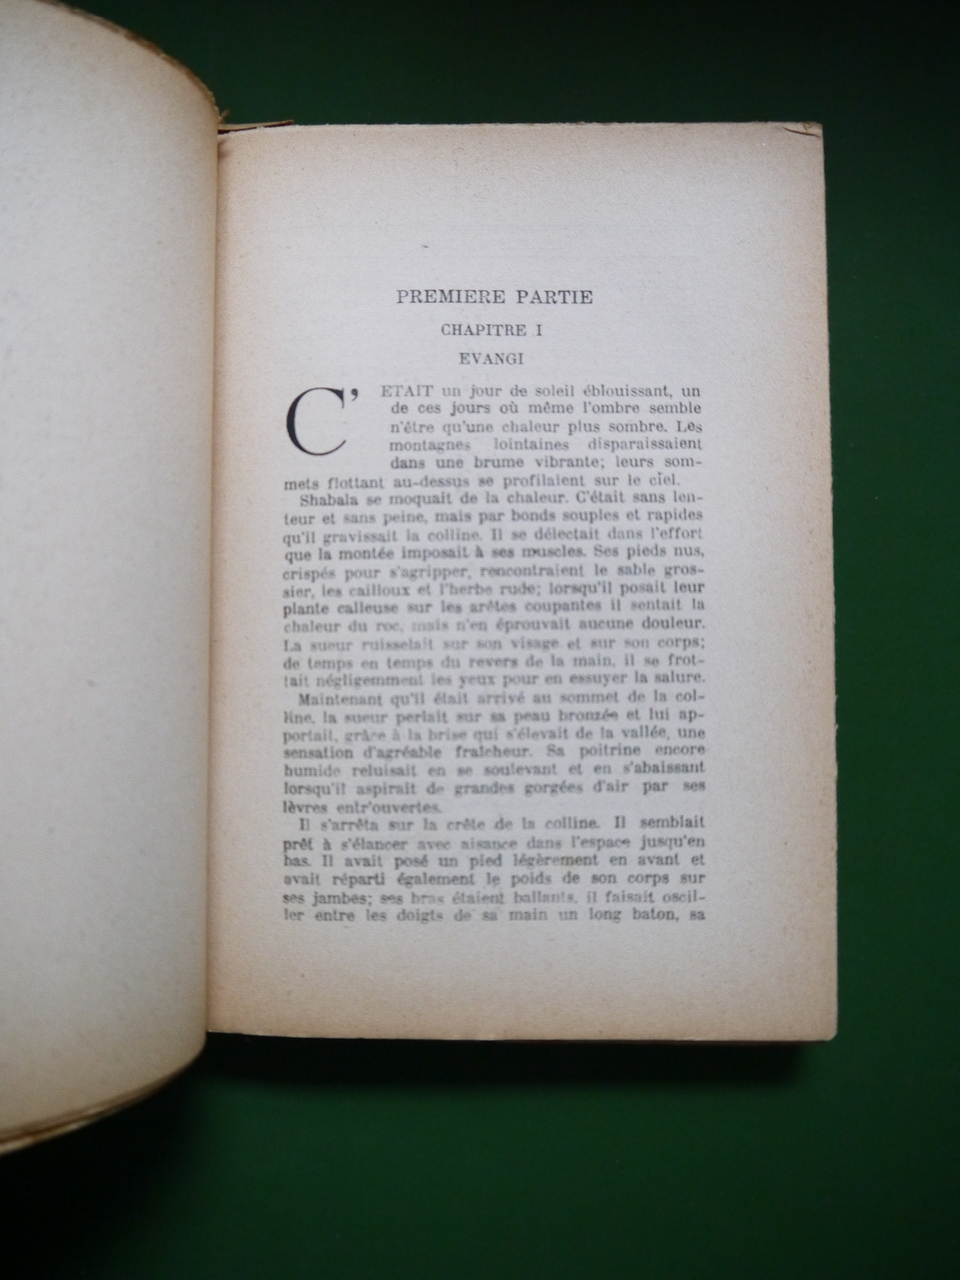 PREMIERE PARTIE
CHAPITRE I
EVANGI
C'ETAIT un jour de soleil éblouissant, un
de ces jours où même l'ombre semble
n'être qu'une chaleur plus sombre. Les
montagnes lointaines disparaissaient
dans une brume vibrante; leurs som-
mets flottant au-dessus se profilaient sur le ciel.
Shabala se moquait de la chaleur. C'était sans len-
teur et sans peine, mais par bonds souples et rapides
qu'il gravissait la colline. Il se délectait dans l'effort
que la montée imposait à ses muscles. Ses pieds nus,
crispés pour s'agripper, rencontraient le sable gros-
sier, les cailloux et l'herbe rude; lorsqu'il posait leur
plante calleuse sur les arêtes coupantes il sentait la
chaleur du roc, mais n'en éprouvait aucune douleur.
La sueur ruisselait sur son visage et sur son corps;
de temps en temps du revers de la main, il se frot-
tait négligemment les yeux pour en essuyer la salure.
Maintenant qu'il était arrivé au sommet de la col-
line, la sueur perlait sur sa peau bronzée et lui ap-
portait, grâce à la brise qui s'élevait de la vallée, une
sensation d'agréable fraîcheur. Sa poitrine encore
humide reluisait en se soulevant et en s'abaissant
lorsqu'il aspirait de grandes gorgées d'air par ses
lèvres entr'ouvertes.
Il s'arrêta sur la crête de la colline. Il semblait
prêt à s'élancer avec aisance dans l'espace jusqu'en
bas. Il avait posé un pied légèrement en avant et
avait réparti également le poids de son corps sur
ses jambes; ses bras étaient ballants, il faisait oscil-
ler entre les doigts de sa main un long baton, sa